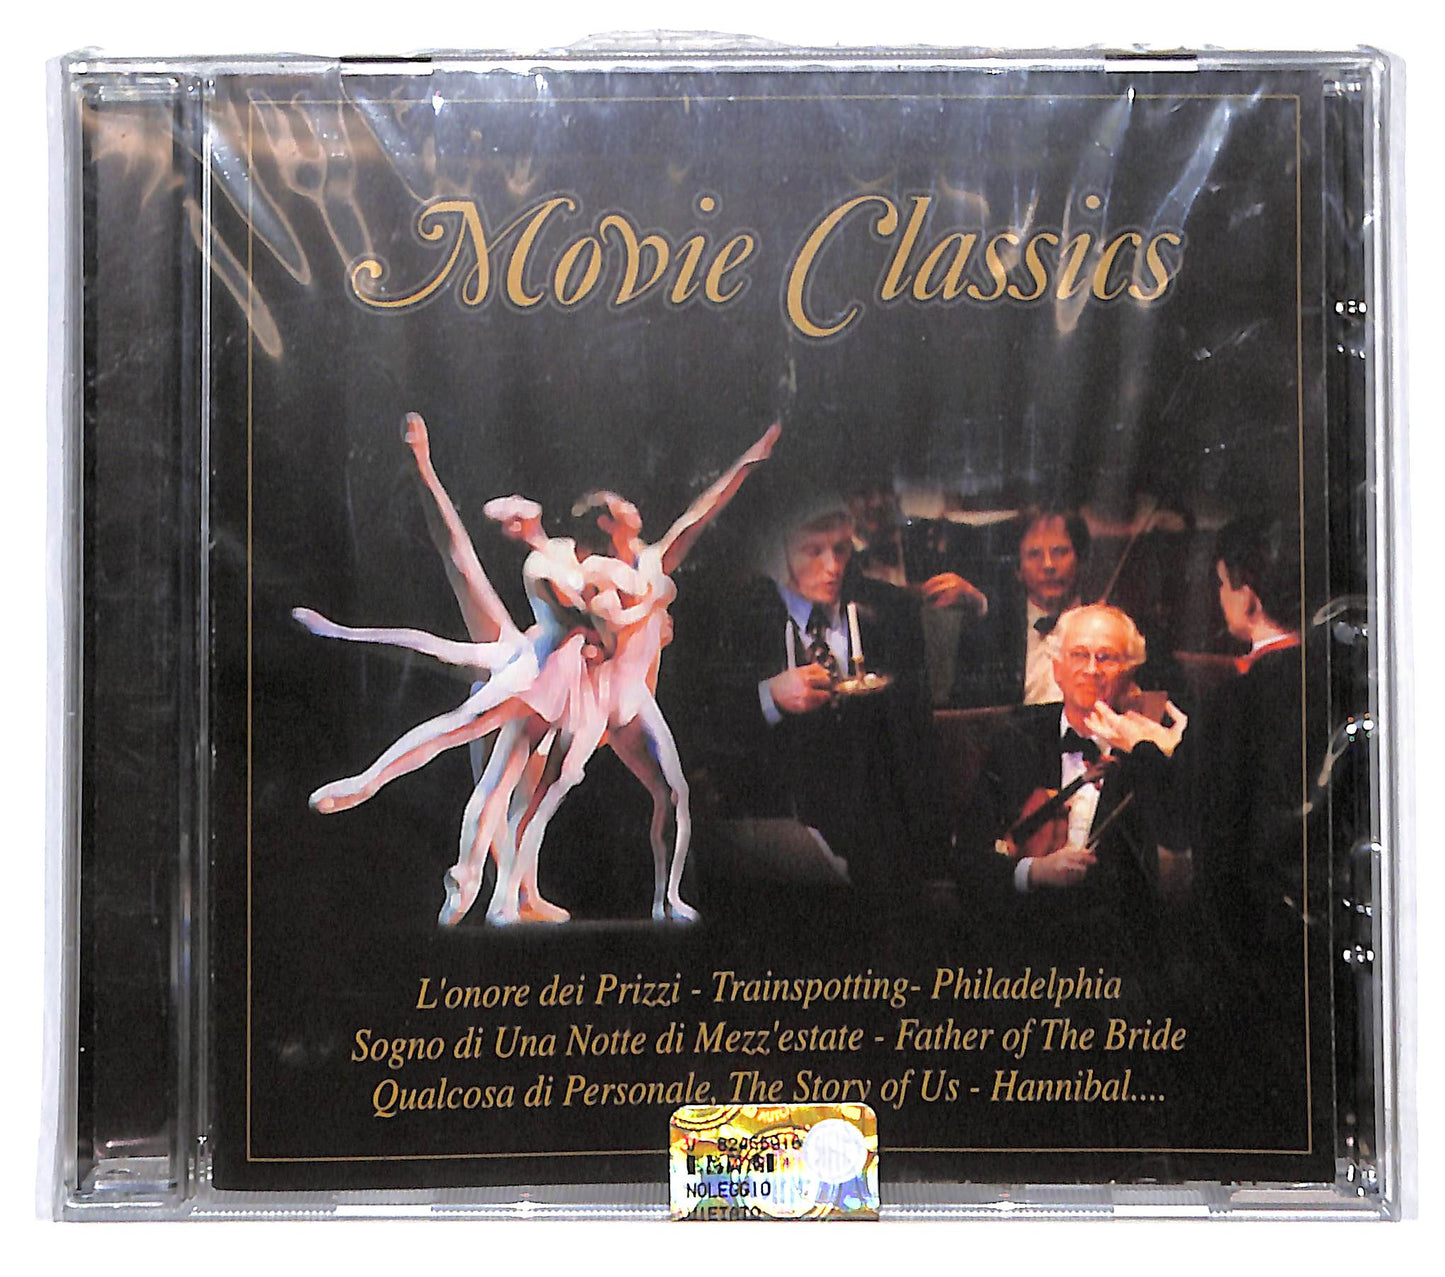 Movie Classics
L'onore dei Prizzi - Trainspotting- Philadelphia
Sogno di Una Notte di Mezz'estate - Father of The Bride
Qualcosa di Personale, The Story of Us - Hannibal....
NOLEGGIO
VIETATO